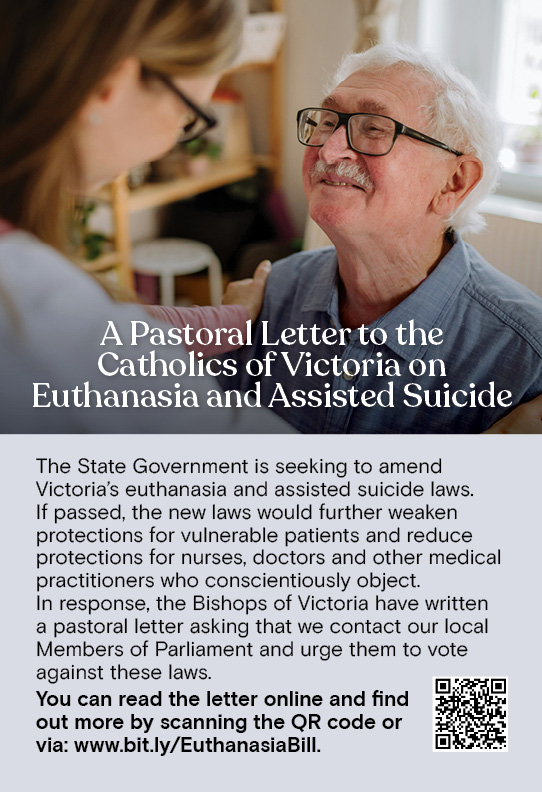 A Pastoral Letter to the
Catholics of Victoria on
Euthanasia and Assisted Suicide
The State Government is seeking to amend
Victoria's euthanasia and assisted suicide laws.
If passed, the new laws would further weaken
protections for vulnerable patients and reduce
protections for nurses, doctors and other medical
practitioners who conscientiously object.
In response, the Bishops of Victoria have written
a pastoral letter asking that we contact our local
Members of Parliament and urge them to vote
against these laws.
You can read the letter online and find
out more by scanning the QR code or
via: www.bit.ly/EuthanasiaBill.